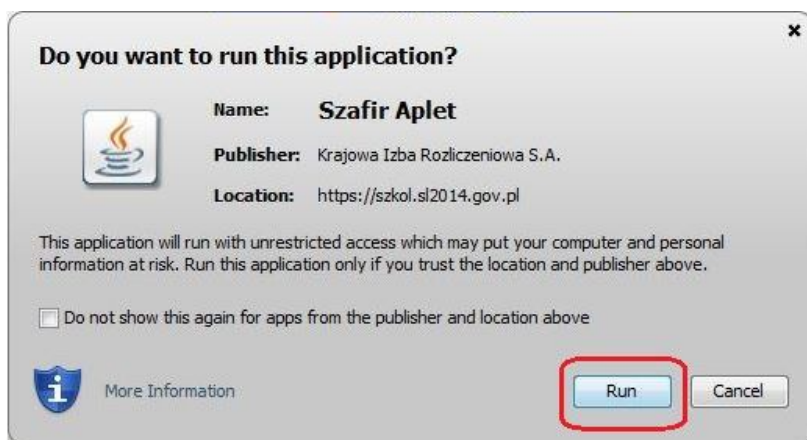 Do you want to run this application?
Name: Szafir Aplet
Publisher: Krajowa Izba Rozliczeniowa S.A.
Location: https://szkol.sl2014.gov.pl
This application will run with unrestricted access which may put your computer and personal
information at risk. Run this application only if you trust the location and publisher above.
Do not show this again for apps from the publisher and location above
More Information
Run
Cancel